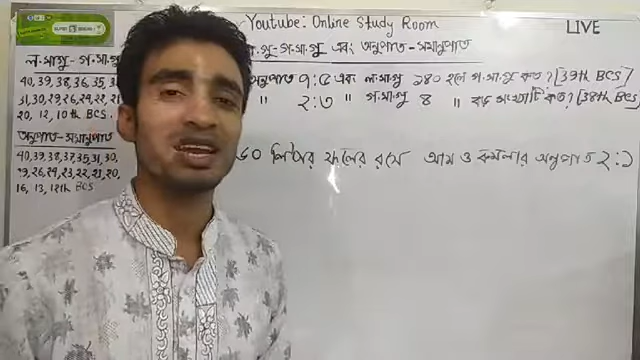 Youtube: Online Study Room
LIVE
ল.সা.গু - গ.সা.গু
গু-গ.সা.গু এবং অনুপাত-সমানুপাত
40, 39, 38, 36, 35, 3
31, 30, 29, 26, 24, 22, 21
20, 12, 10th BCS.
অনুপাত-সমানুপাত
40, 39, 38, 37, 35, 31, 30,
29, 26, 24, 23, 22, 21, 20,
16, 13, 12th BCS
অনুপাত ৭:৫ এবং ল.সা.গু ১৪০ হলে গ.সা.গু কত? [39th BCS]
" ২:৩ " গ.সা.গু ৪ " বড় সংখ্যাটি কত? [38th BCS]
৬০ লিটার ফলের রসে আম ও কমলার অনুপাত ২:১